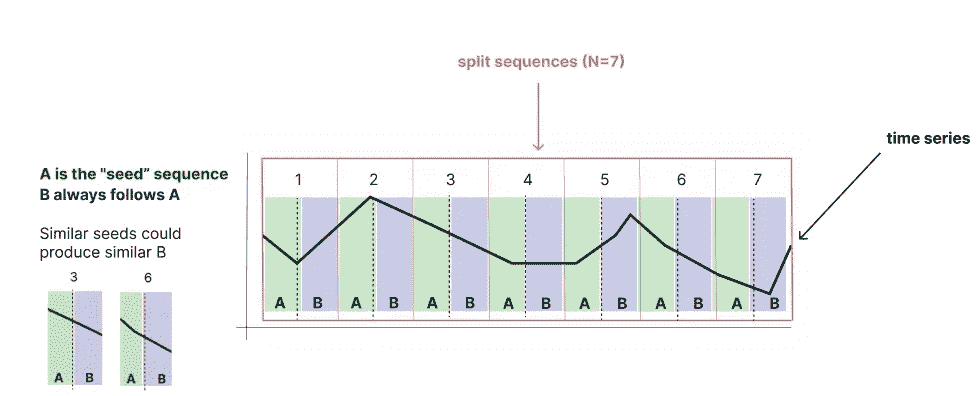 split sequences (N=7)
time series
A is the "seed" sequence
B always follows A
Similar seeds could
produce similar B
3 6
A B A B
1 2 3 4 5 6 7
A B A B A B A B A B A B A B